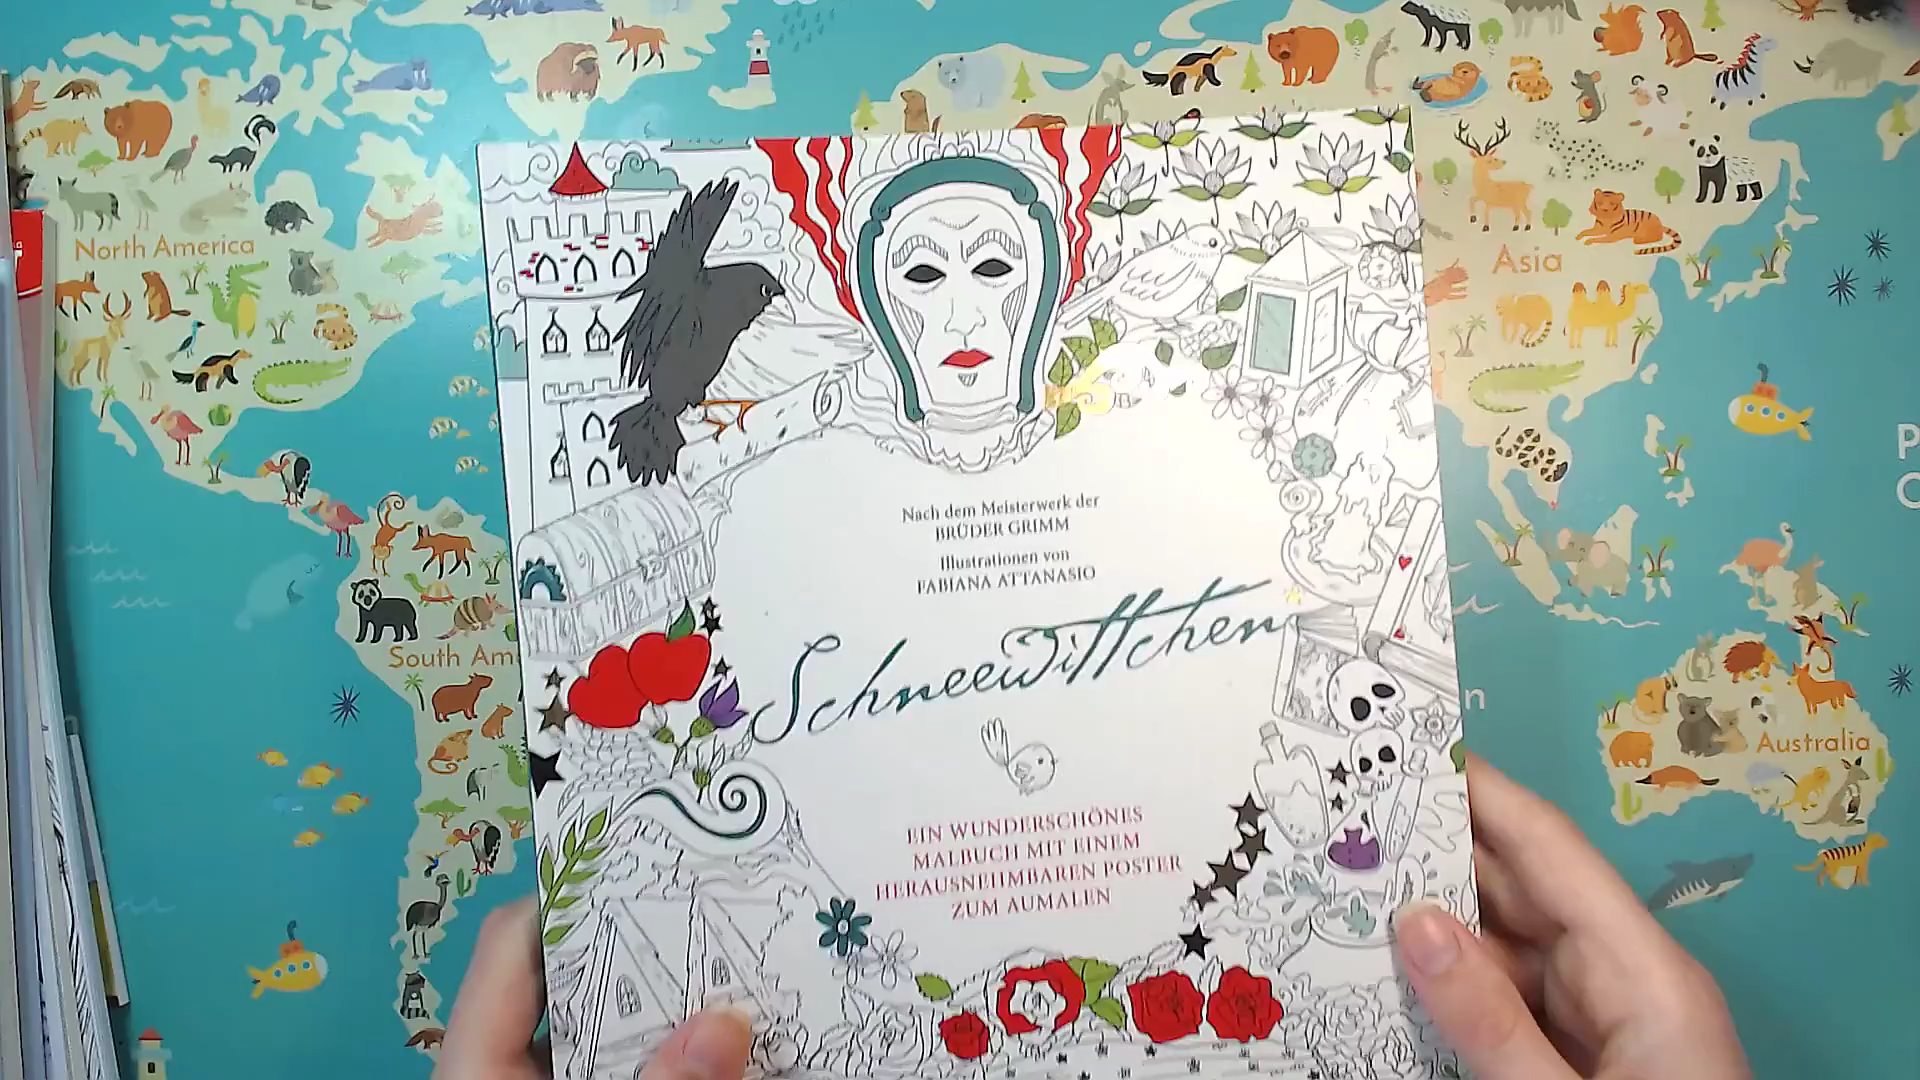 North America
Asia
South Am
Australia
P
n
Nach dem Meisterwerk der
BRÜDER GRIMM
Illustrationen von
FABIANA ATTANASIO
Schneewittchen
EIN WUNDERSCHÖNES
MALBUCH MIT EINEM
HERAUSNEHMBAREN POSTER
ZUM AUMALEN